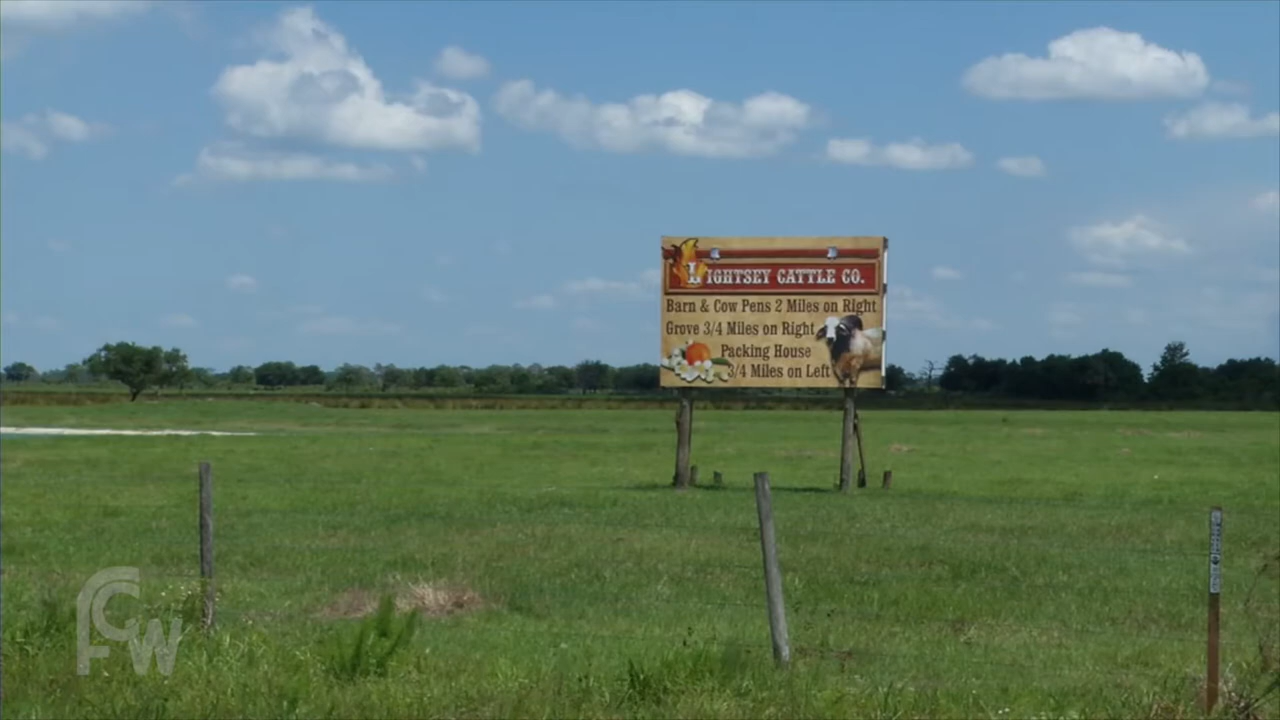 LIGHTSEY CATTLE CO.
Barn & Cow Pens 2 Miles on Right
Grove 3/4 Miles on Right
Packing House
3/4 Miles on Left
FCW